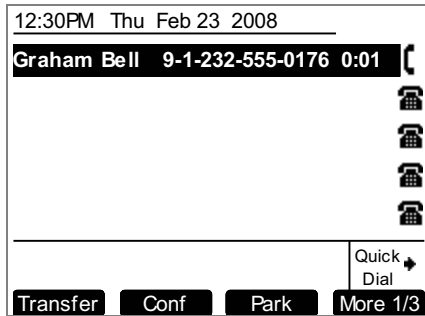 12:30PM Thu Feb 23 2008
Graham Bell 9-1-232-555-0176 0:01
Quick
Dial
Transfer Conf Park More 1/3